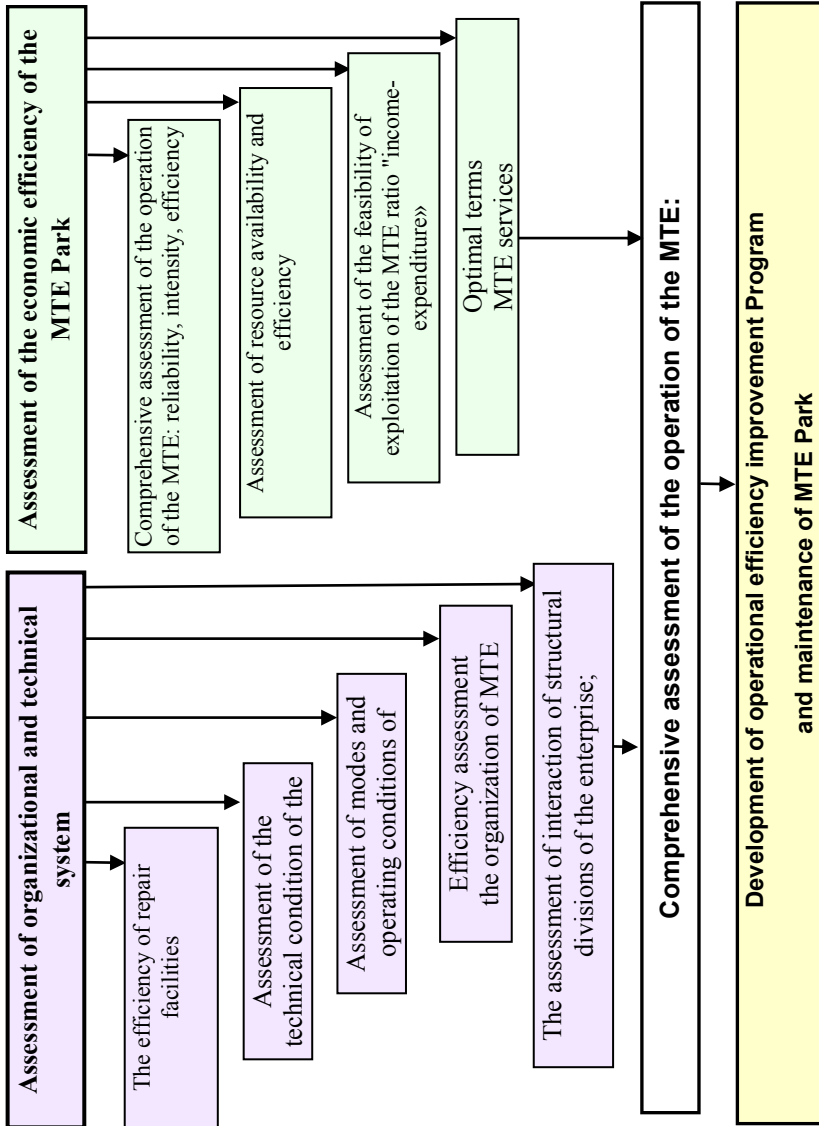 Assessment of organizational and technical
system
The efficiency of repair
facilities
Assessment of the
technical condition of the
Assessment of modes and
operating conditions of
Efficiency assessment
the organization of MTE
The assessment of interaction of structural
divisions of the enterprise;
Assessment of the economic efficiency of the
MTE Park
Comprehensive assessment of the operation
of the MTE: reliability, intensity, efficiency
Assessment of resource availability and
efficiency
Assessment of the feasibility of
exploitation of the MTE ratio "income-
expenditure»
Optimal terms
MTE services
Comprehensive assessment of the operation of the MTE:
Development of operational efficiency improvement Program
and maintenance of MTE Park